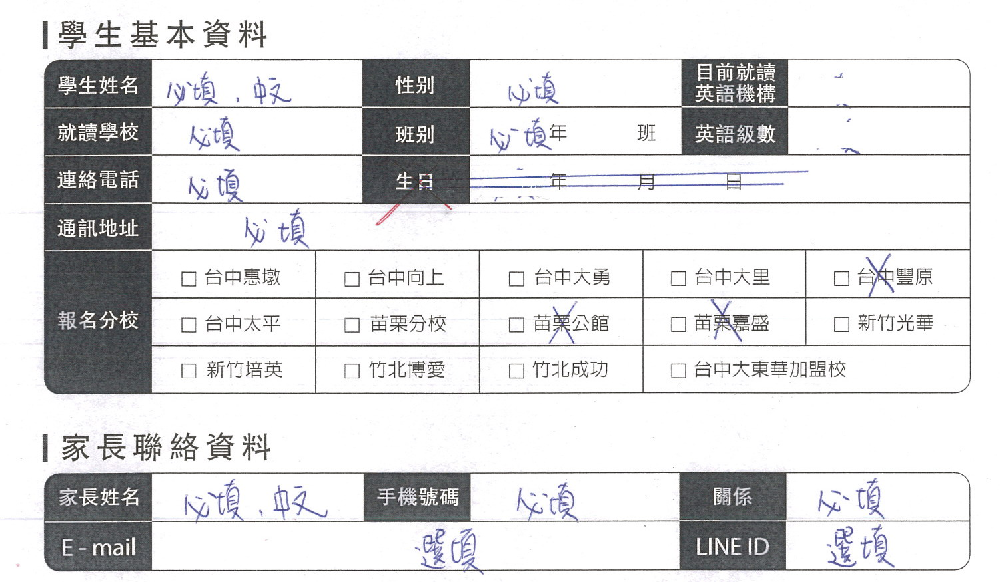 學生基本資料
學生姓名 必填、中文 性別 必填 目前就讀英語機構
就讀學校 必填 班別 必填年 班 英語級數
連絡電話 必填 生日 年 月 日
通訊地址 必填
報名分校
□ 台中惠墩 □ 台中向上 □ 台中大勇 □ 台中大里 □ 台中豐原
□ 台中太平 □ 苗栗分校 □ 苗栗公館 □ 苗栗嘉盛 □ 新竹光華
□ 新竹培英 □ 竹北博愛 □ 竹北成功 □ 台中大東華加盟校
家長聯絡資料
家長姓名 必填、中文 手機號碼 必填 關係 必填
E - mail 選填 LINE ID 選填